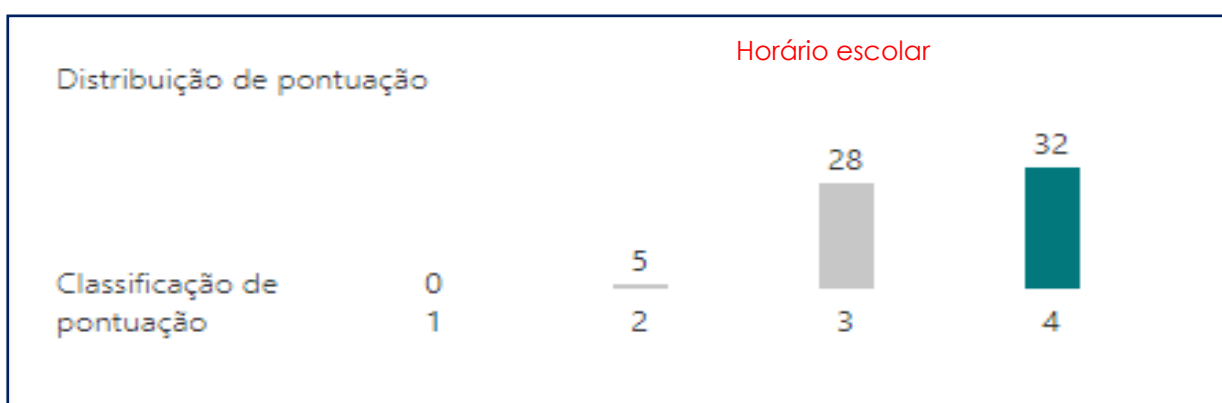 Horário escolar
Distribuição de pontuação
32
28
5
Classificação de 0
pontuação 1 2 3 4